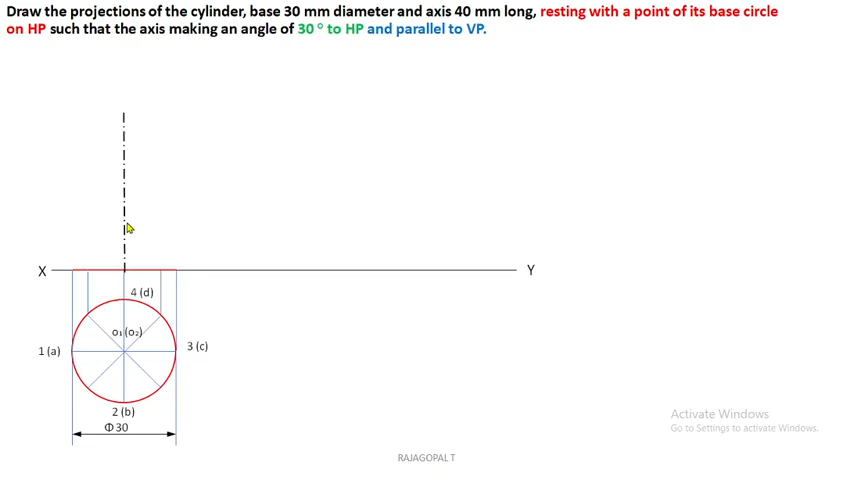 Draw the projections of the cylinder, base 30 mm diameter and axis 40 mm long, resting with a point of its base circle
on HP such that the axis making an angle of 30 ° to HP and parallel to VP.
X
Y
4 (d)
o₁ (o₂)
1 (a)
3 (c)
2 (b)
Φ 30
Activate Windows
Go to Settings to activate Windows.
RAJAGOPAL T